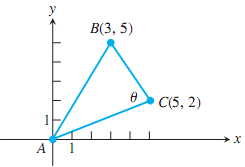 y
B(3, 5)
θ
C(5, 2)
1
A
1
x